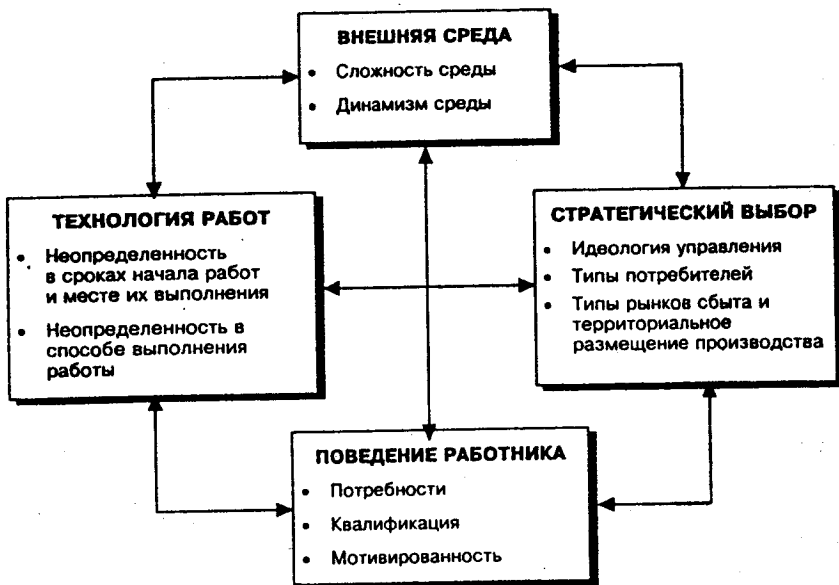 ВНЕШНЯЯ СРЕДА
• Сложность среды
• Динамизм среды
ТЕХНОЛОГИЯ РАБОТ
• Неопределенность
в сроках начала работ
и месте их выполнения
• Неопределенность в
способе выполнения
работы
СТРАТЕГИЧЕСКИЙ ВЫБОР
• Идеология управления
• Типы потребителей
• Типы рынков сбыта и
территориальное
размещение производства
ПОВЕДЕНИЕ РАБОТНИКА
• Потребности
• Квалификация
• Мотивированность